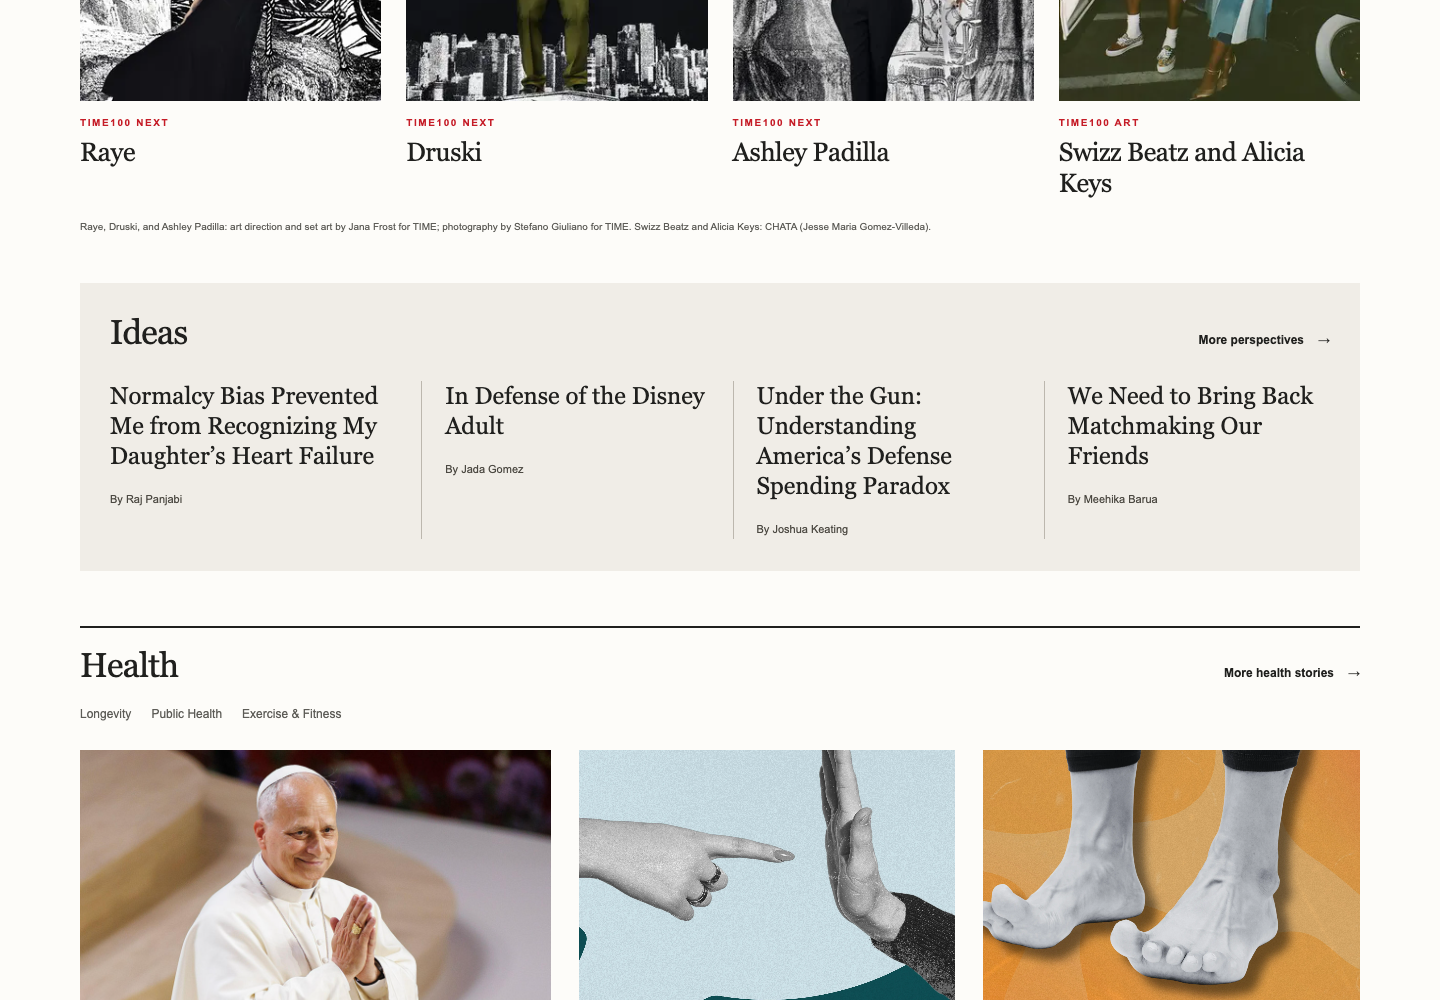 TIME100 NEXT
Raye
TIME100 NEXT
Druski
TIME100 NEXT
Ashley Padilla
TIME100 ART
Swizz Beatz and Alicia
Keys
Raye, Druski, and Ashley Padilla: art direction and set art by Jana Frost for TIME; photography by Stefano Giuliano for TIME. Swizz Beatz and Alicia Keys: CHATA (Jesse Maria Gomez-Villeda).
Ideas
More perspectives →
Normalcy Bias Prevented
Me from Recognizing My
Daughter’s Heart Failure
By Raj Panjabi
In Defense of the Disney
Adult
By Jada Gomez
Under the Gun:
Understanding
America’s Defense
Spending Paradox
By Joshua Keating
We Need to Bring Back
Matchmaking Our
Friends
By Meehika Barua
Health
More health stories →
Longevity Public Health Exercise & Fitness